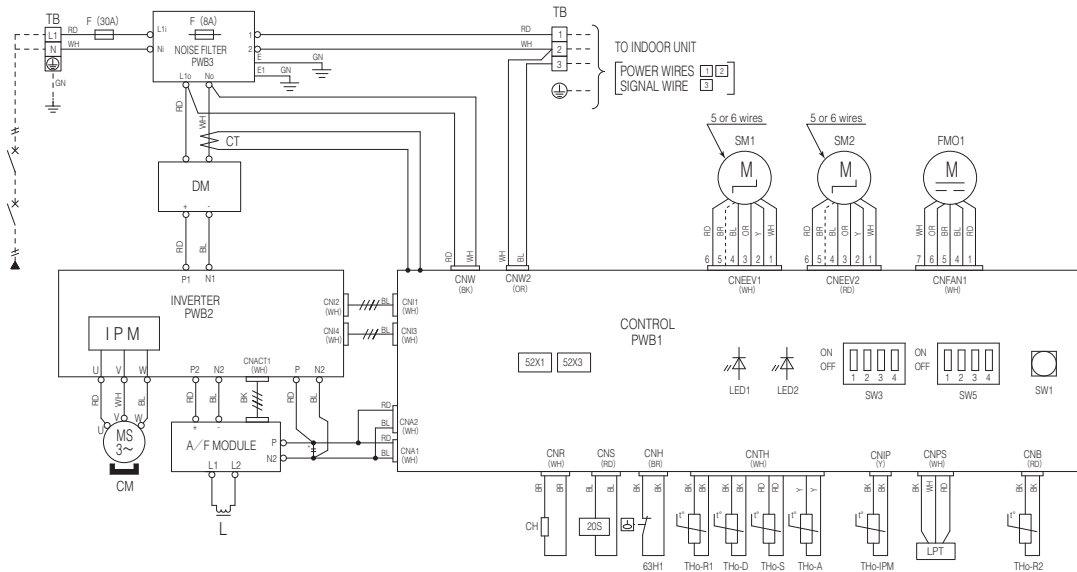 TB
L1
N
RD
WH
F (30A)
GN
L1i
Ni
F (8A)
NOISE FILTER
PWB3
1
2
E
E1
GN
GN
L1o
No
RD
WH
CT
DM
+
-
RD
BL
P1
N1
RD
WH
TB
1
2
3
TO INDOOR UNIT
POWER WIRES 1 2
SIGNAL WIRE 3
5 or 6 wires
SM1
M
RD
BR
BL
OR
Y
WH
6 5 4 3 2 1
CNEEV1
(WH)
5 or 6 wires
SM2
M
RD
BR
BL
OR
Y
WH
6 5 4 3 2 1
CNEEV2
(RD)
FMO1
M
WH
OR
BR
BL
RD
7 6 5 4 1
CNFAN1
(WH)
RD
WH
CNW
(BK)
WH
BL
CNW2
(OR)
INVERTER
PWB2
IPM
CNI2
(WH)
CNI4
(WH)
BL
BL
CNI1
(WH)
CNI3
(WH)
CONTROL
PWB1
52X1
52X3
LED1
LED2
ON
OFF
1 2 3 4
SW3
ON
OFF
1 2 3 4
SW5
SW1
U
V
W
P2
N2
CNACT1
(WH)
P
N2
RD
WH
BL
RD
BL
BK
RD
BL
U
V
W
MS
3~
CM
+
-
A/F MODULE
P
N2
L1
L2
L
RD
BL
RD
BL
CNA2
(WH)
CNA1
(WH)
CNR
(WH)
BR
BR
CH
CNS
(RD)
BL
BL
20S
CNH
(BR)
BK
BK
63H1
CNTH
(WH)
BK
BK
BK
BK
RD
RD
Y
Y
t°
t°
t°
t°
THo-R1
THo-D
THo-S
THo-A
CNIP
(Y)
BK
BK
t°
THo-IPM
CNPS
(WH)
BK
WH
RD
LPT
CNB
(RD)
BK
BK
t°
THo-R2